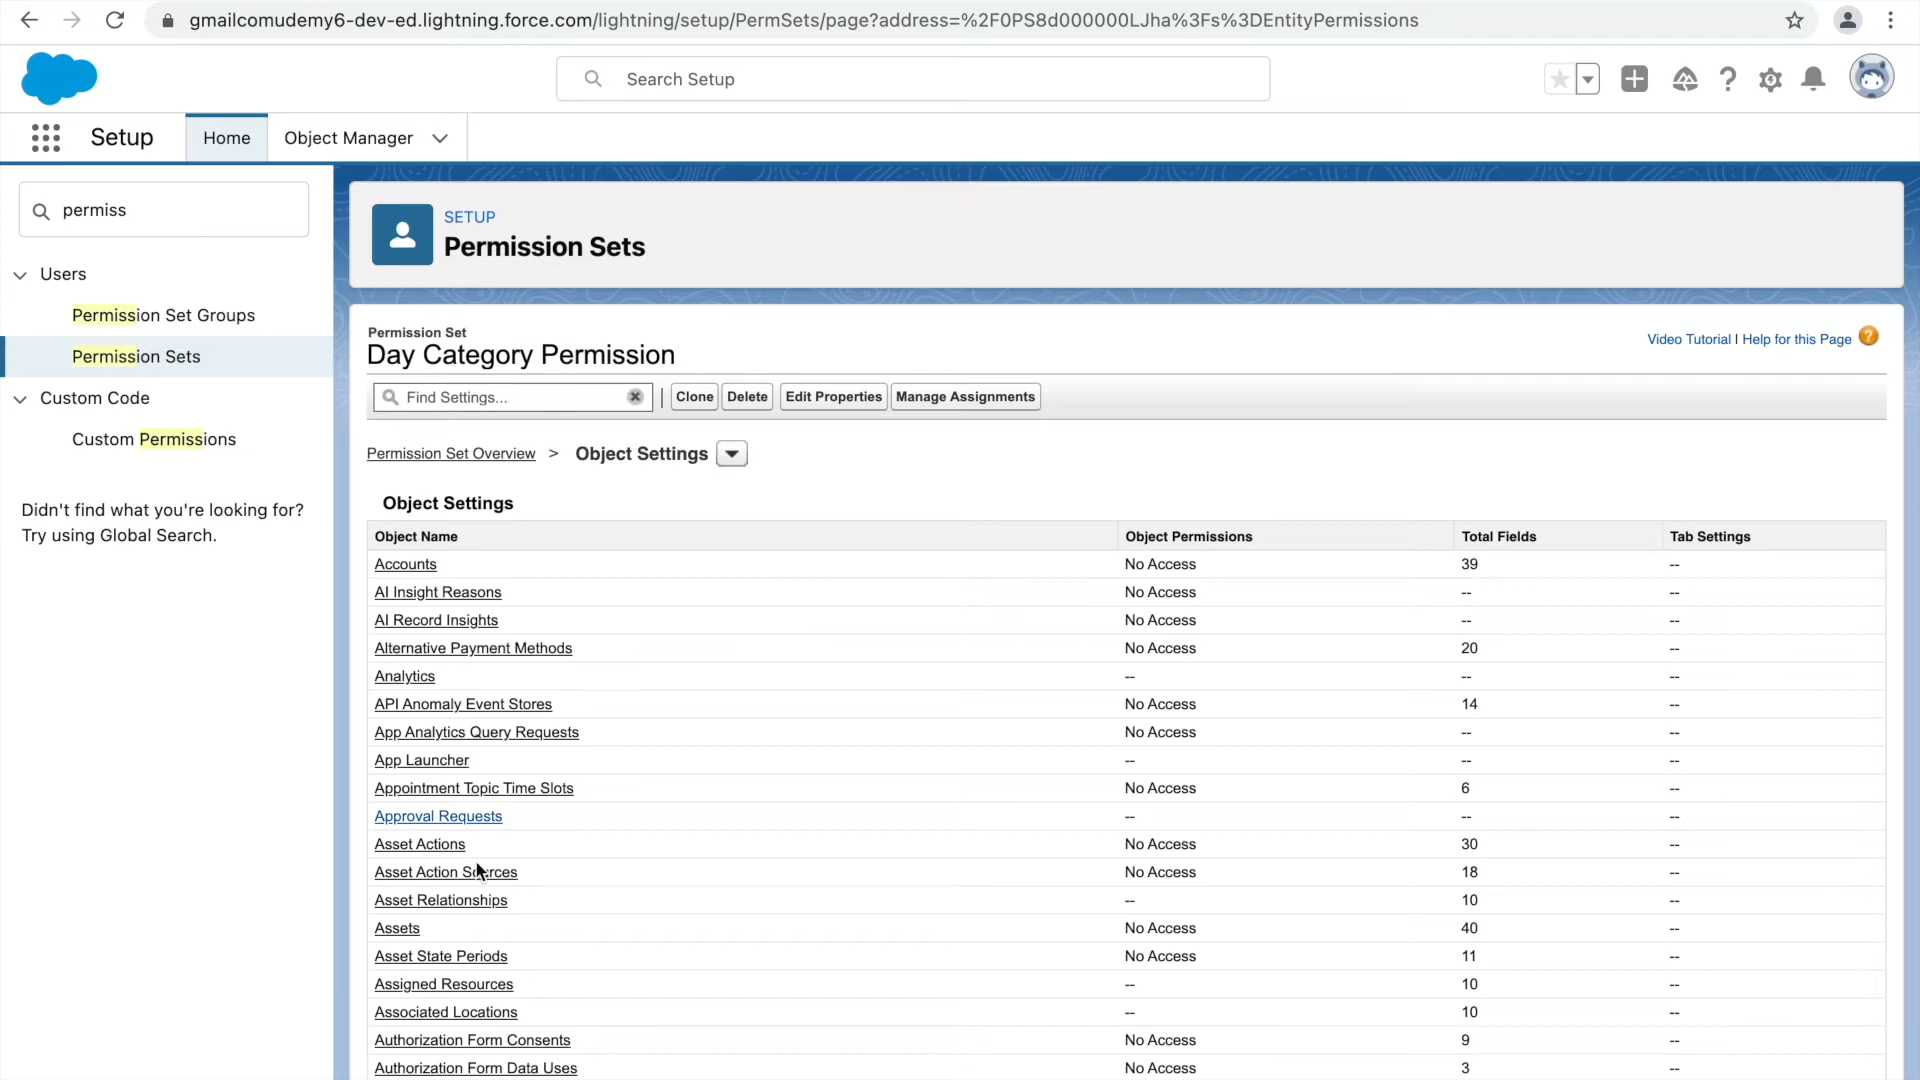 gmailcomudemy6-dev-ed.lightning.force.com/lightning/setup/PermSets/page?address=%2F0PS8d000000LJha%3Fs%3DEntityPermissions
Search Setup
Setup
Home
Object Manager
permiss
Users
Permission Set Groups
Permission Sets
Custom Code
Custom Permissions
Didn't find what you're looking for?
Try using Global Search.
SETUP
Permission Sets
Permission Set
Day Category Permission
Video Tutorial | Help for this Page ?
Find Settings... | Clone Delete Edit Properties Manage Assignments
Permission Set Overview > Object Settings
Object Settings
Object Name Object Permissions Total Fields Tab Settings
Accounts No Access 39 --
AI Insight Reasons No Access -- --
AI Record Insights No Access -- --
Alternative Payment Methods No Access 20 --
Analytics -- -- --
API Anomaly Event Stores No Access 14 --
App Analytics Query Requests No Access -- --
App Launcher -- -- --
Appointment Topic Time Slots No Access 6 --
Approval Requests -- -- --
Asset Actions No Access 30 --
Asset Action Sources No Access 18 --
Asset Relationships -- 10 --
Assets No Access 40 --
Asset State Periods No Access 11 --
Assigned Resources -- 10 --
Associated Locations -- 10 --
Authorization Form Consents No Access 9 --
Authorization Form Data Uses No Access 3 --